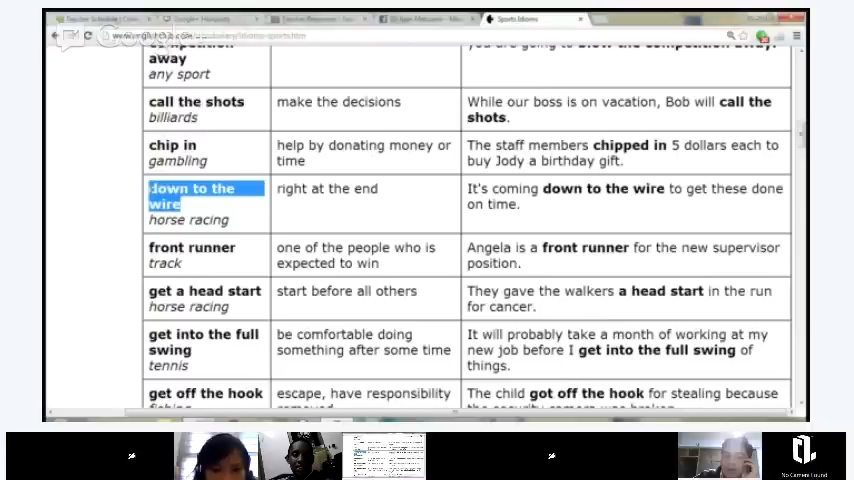 Sports Idioms
away
any sport
you are going to blow the competition away.
call the shots
billiards
make the decisions
While our boss is on vacation, Bob will call the
shots.
chip in
gambling
help by donating money or
time
The staff members chipped in 5 dollars each to
buy Jody a birthday gift.
down to the
wire
horse racing
right at the end
It's coming down to the wire to get these done
on time.
front runner
track
one of the people who is
expected to win
Angela is a front runner for the new supervisor
position.
get a head start
horse racing
start before all others
They gave the walkers a head start in the run
for cancer.
get into the full
swing
tennis
be comfortable doing
something after some time
It will probably take a month of working at my
new job before I get into the full swing of
things.
get off the hook
escape, have responsibility
The child got off the hook for stealing because
No Camera Found